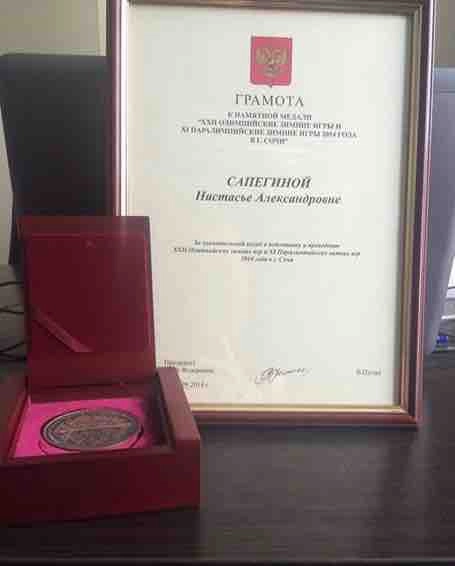 ГРАМОТА
К ПАМЯТНОЙ МЕДАЛИ
"XXII ОЛИМПИЙСКИЕ ЗИМНИЕ ИГРЫ И
XI ПАРАЛИМПИЙСКИЕ ЗИМНИЕ ИГРЫ 2014 ГОДА
В Г. СОЧИ"
САПЕГИНОЙ
Настасье Александровне
За значительный вклад в подготовку и проведение
XXII Олимпийских зимних игр и XI Паралимпийских зимних игр
2014 года в г. Сочи
Президент
В.Путин
2014 г.